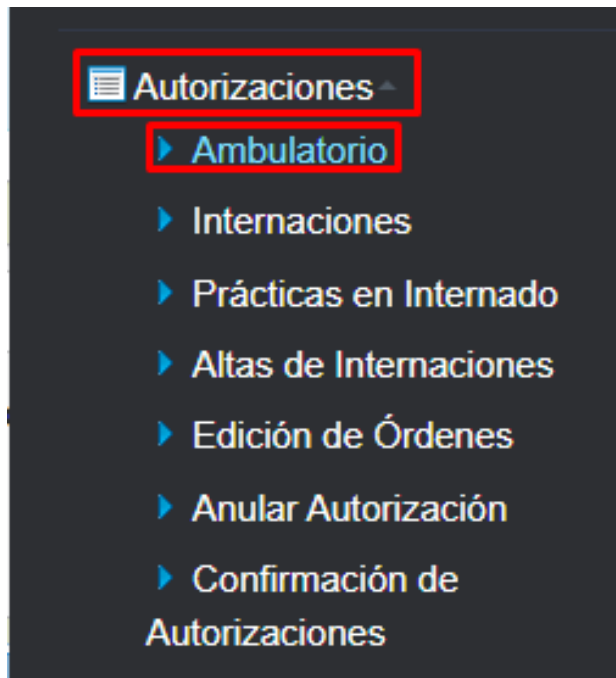 Autorizaciones
Ambulatorio
Internaciones
Prácticas en Internado
Altas de Internaciones
Edición de Órdenes
Anular Autorización
Confirmación de
Autorizaciones